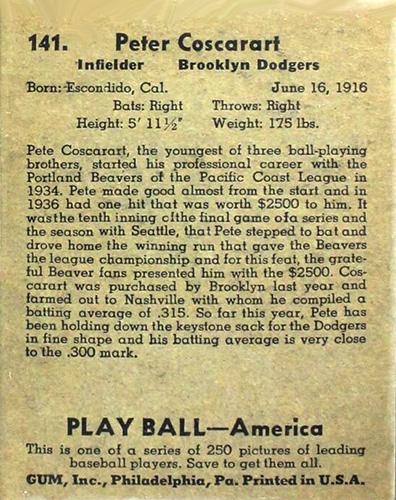 141. Peter Coscarart
Infielder Brooklyn Dodgers
Born: Escondido, Cal. June 16, 1916
Bats: Right Throws: Right
Height: 5' 11½" Weight: 175 lbs.
Pete Coscarart, the youngest of three ball-playing
brothers, started his professional career with the
Portland Beavers of the Pacific Coast League in
1934. Pete made good almost from the start and in
1936 had one hit that was worth $2500 to him. It
was the tenth inning of the final game of a series and
the season with Seattle, that Pete stepped to bat and
drove home the winning run that gave the Beavers
the league championship and for this feat, the grate-
ful Beaver fans presented him with the $2500. Cos-
carart was purchased by Brooklyn last year and
farmed out to Nashville with whom he compiled a
batting average of .315. So far this year, Pete has
been holding down the keystone sack for the Dodgers
in fine shape and his batting average is very close
to the .300 mark.
PLAY BALL—America
This is one of a series of 250 pictures of leading
baseball players. Save to get them all.
GUM, Inc., Philadelphia, Pa. Printed in U.S.A.